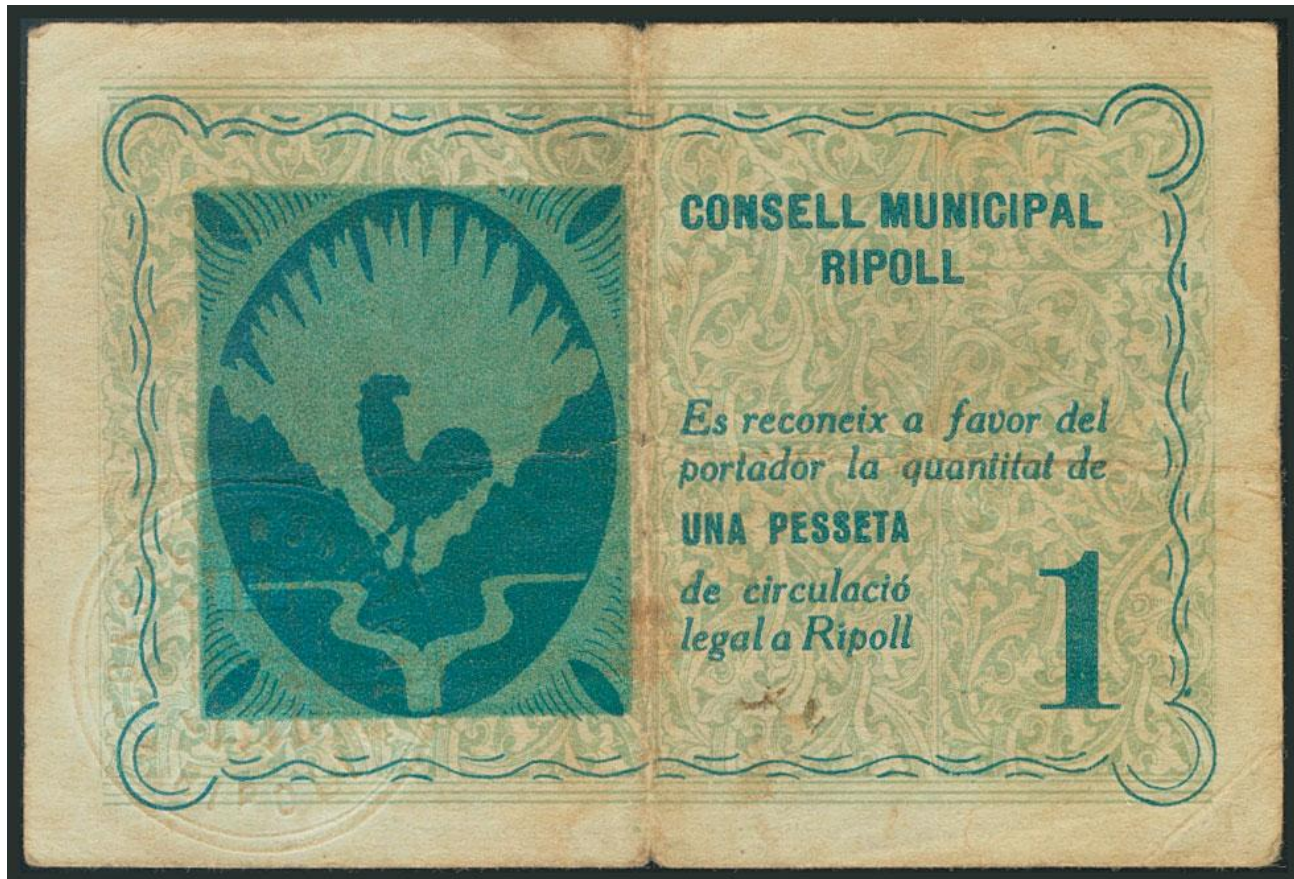 CONSELL MUNICIPAL
RIPOLL
Es reconeix a favor del
portador la quantitat de
UNA PESSETA
de circulació
legal a Ripoll
1